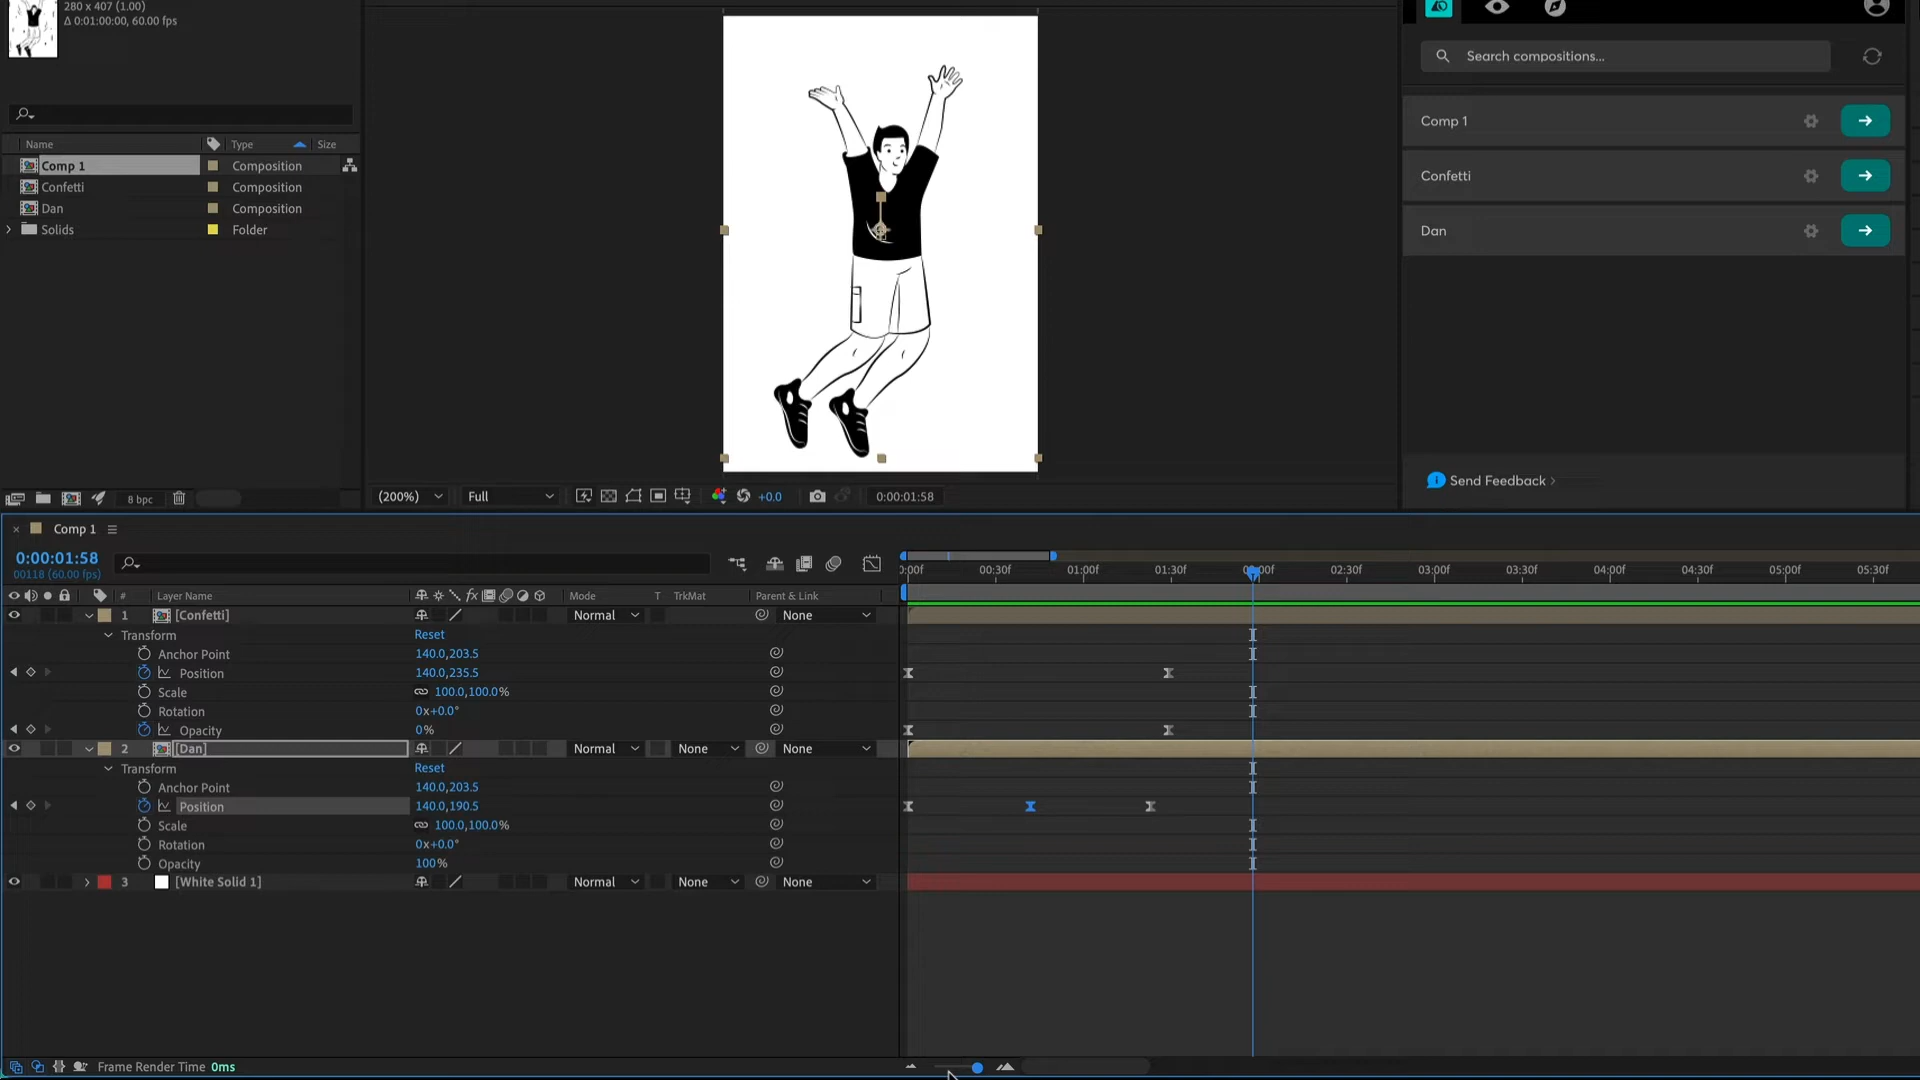 280 x 407 (1.00)
Δ 0:01:00:00, 60.00 fps
Name Type Size
Comp 1 Composition
Confetti Composition
Dan Composition
Solids Folder
8 bpc
(200%) Full +0.0 0:00:01:58
Search compositions...
Comp 1
Confetti
Dan
Send Feedback
Comp 1
0:00:01:58
00118 (60.00 fps)
0:00f 00:30f 01:00f 01:30f 02:00f 02:30f 03:00f 03:30f 04:00f 04:30f 05:00f 05:30f
# Layer Name fx Mode T TrkMat Parent & Link
1 [Confetti] Normal None
Transform Reset
Anchor Point 140.0,203.5
Position 140.0,235.5
Scale 100.0,100.0%
Rotation 0x+0.0°
Opacity 0%
2 [Dan] Normal None None
Transform Reset
Anchor Point 140.0,203.5
Position 140.0,190.5
Scale 100.0,100.0%
Rotation 0x+0.0°
Opacity 100%
3 [White Solid 1] Normal None None
Frame Render Time 0ms